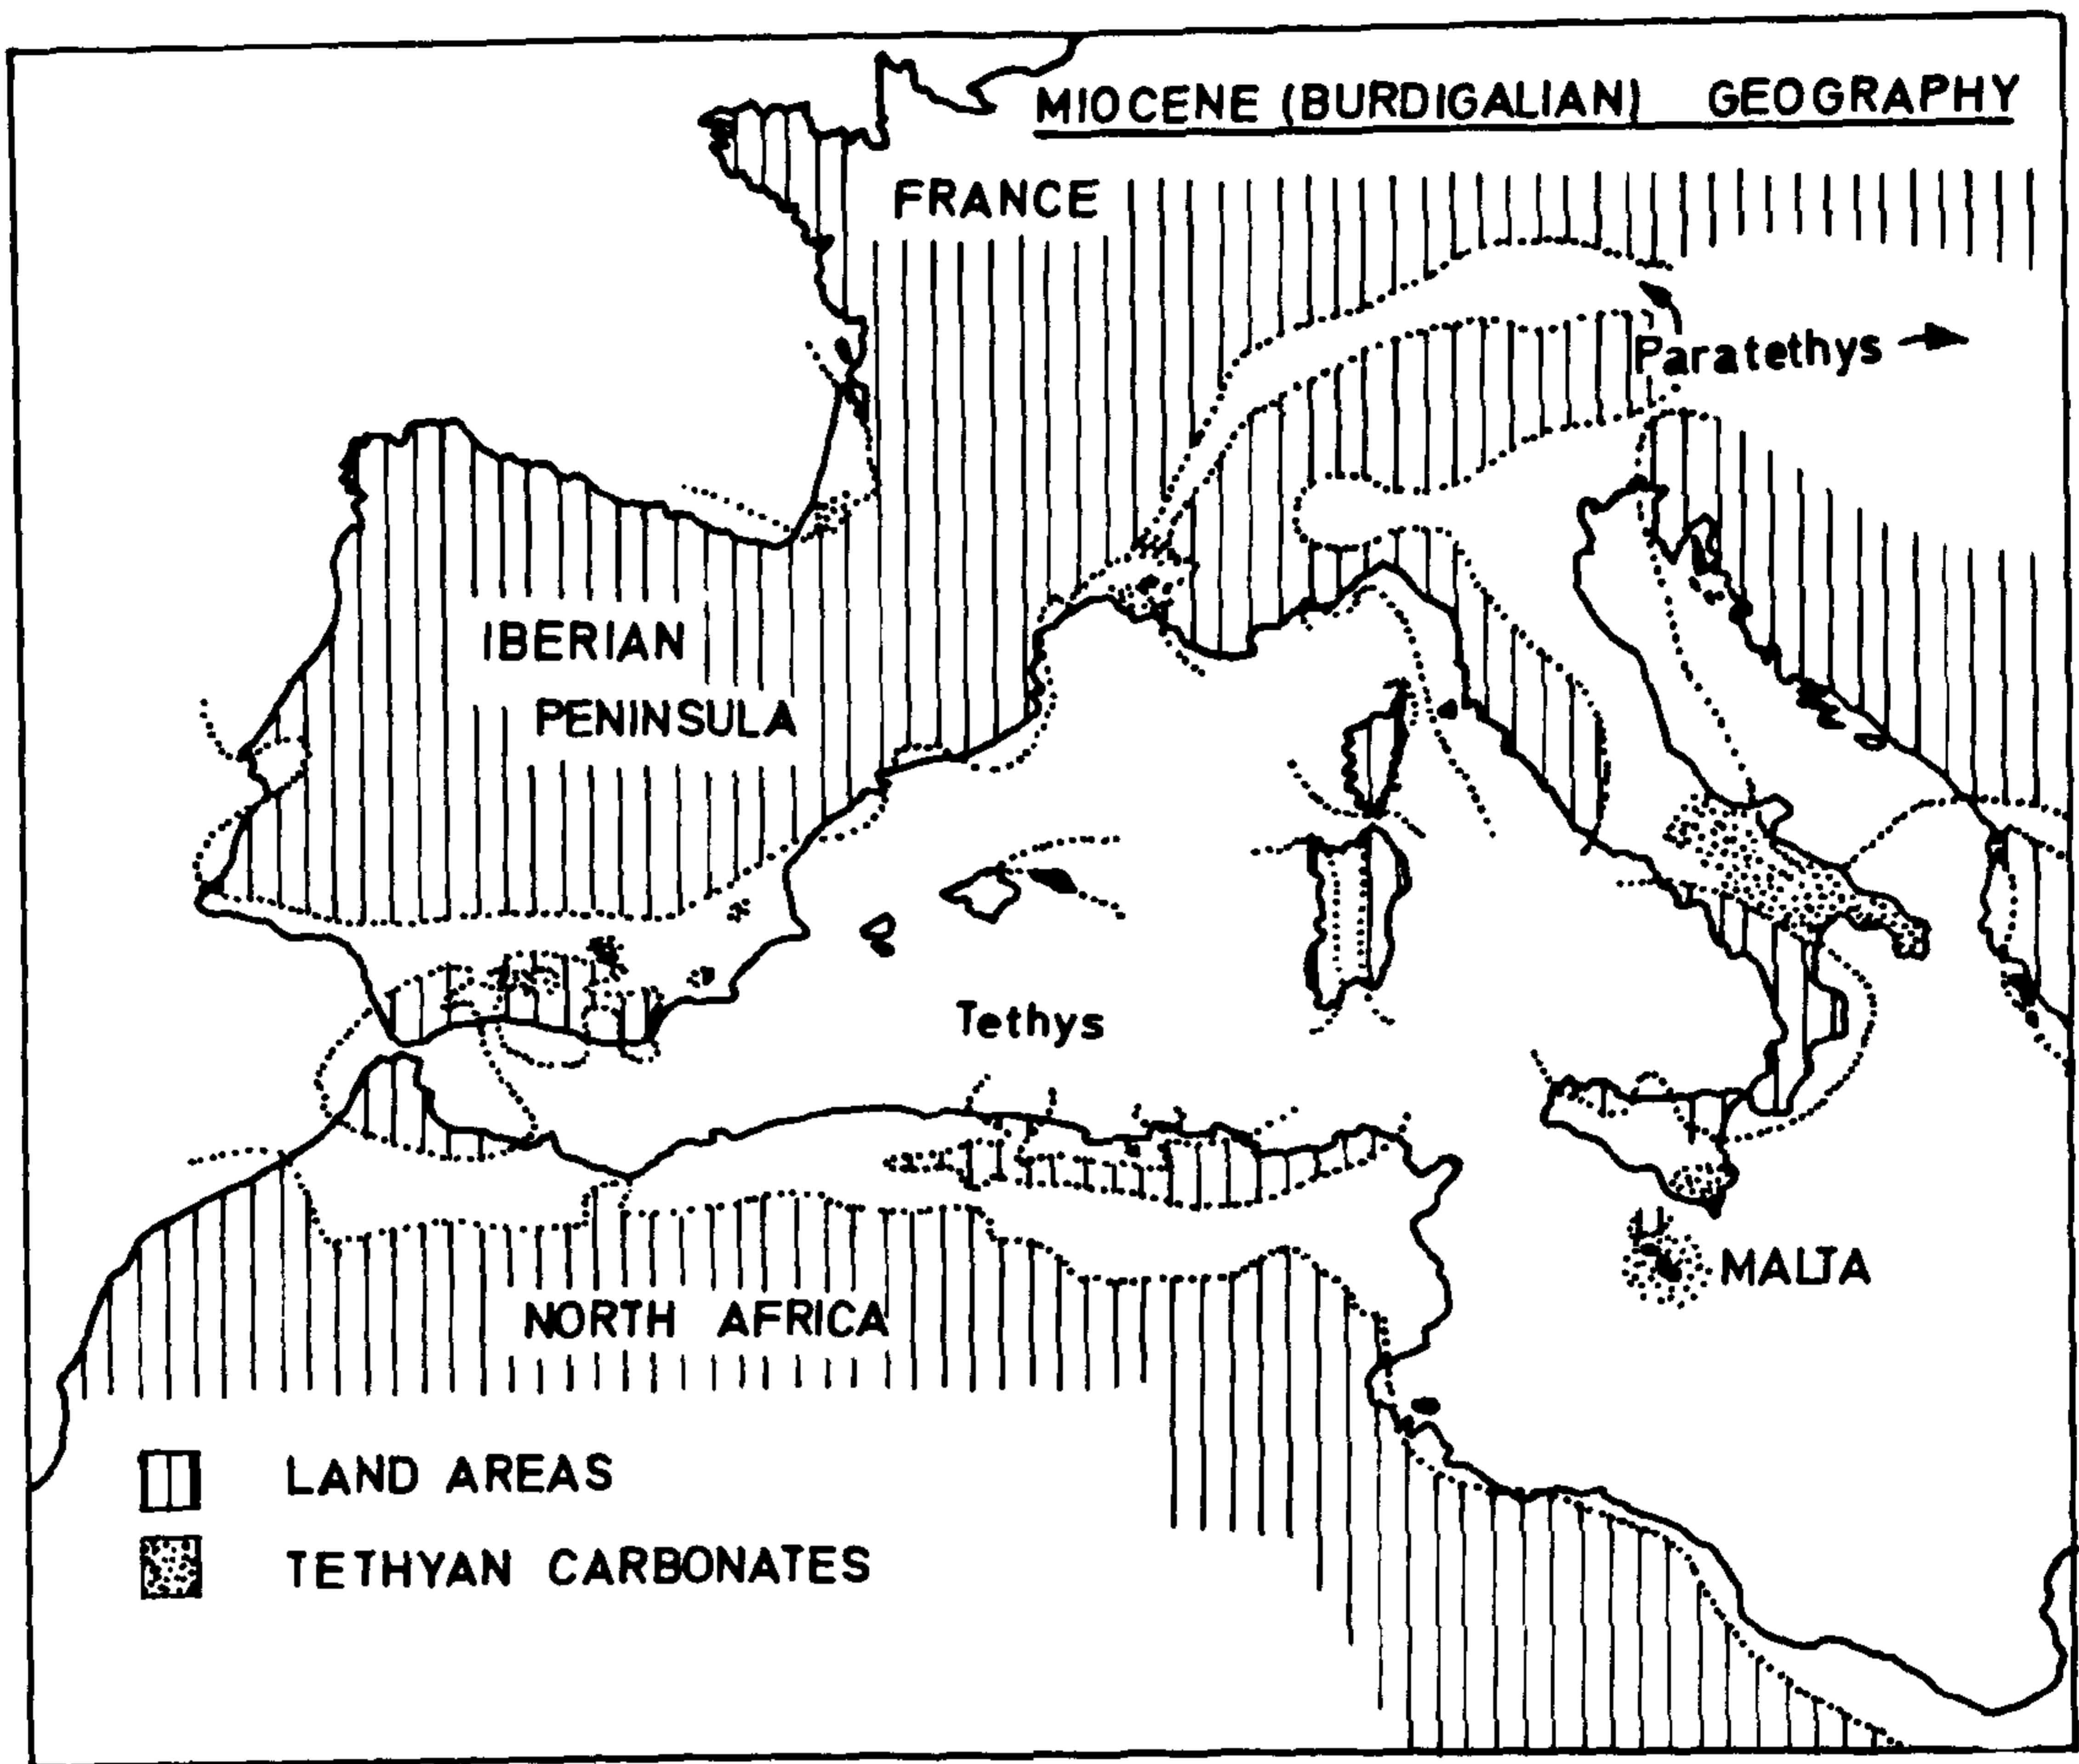 MIOCENE (BURDIGALIAN) GEOGRAPHY
FRANCE
Paratethys
IBERIAN
PENINSULA
Tethys
MALTA
NORTH AFRICA
LAND AREAS
TETHYAN CARBONATES